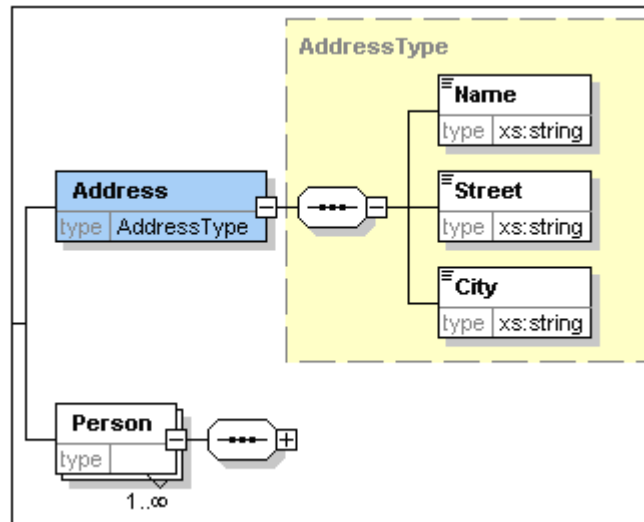 AddressType
Name
type xs:string
Address
type AddressType
Street
type xs:string
City
type xs:string
Person
type
1..∞